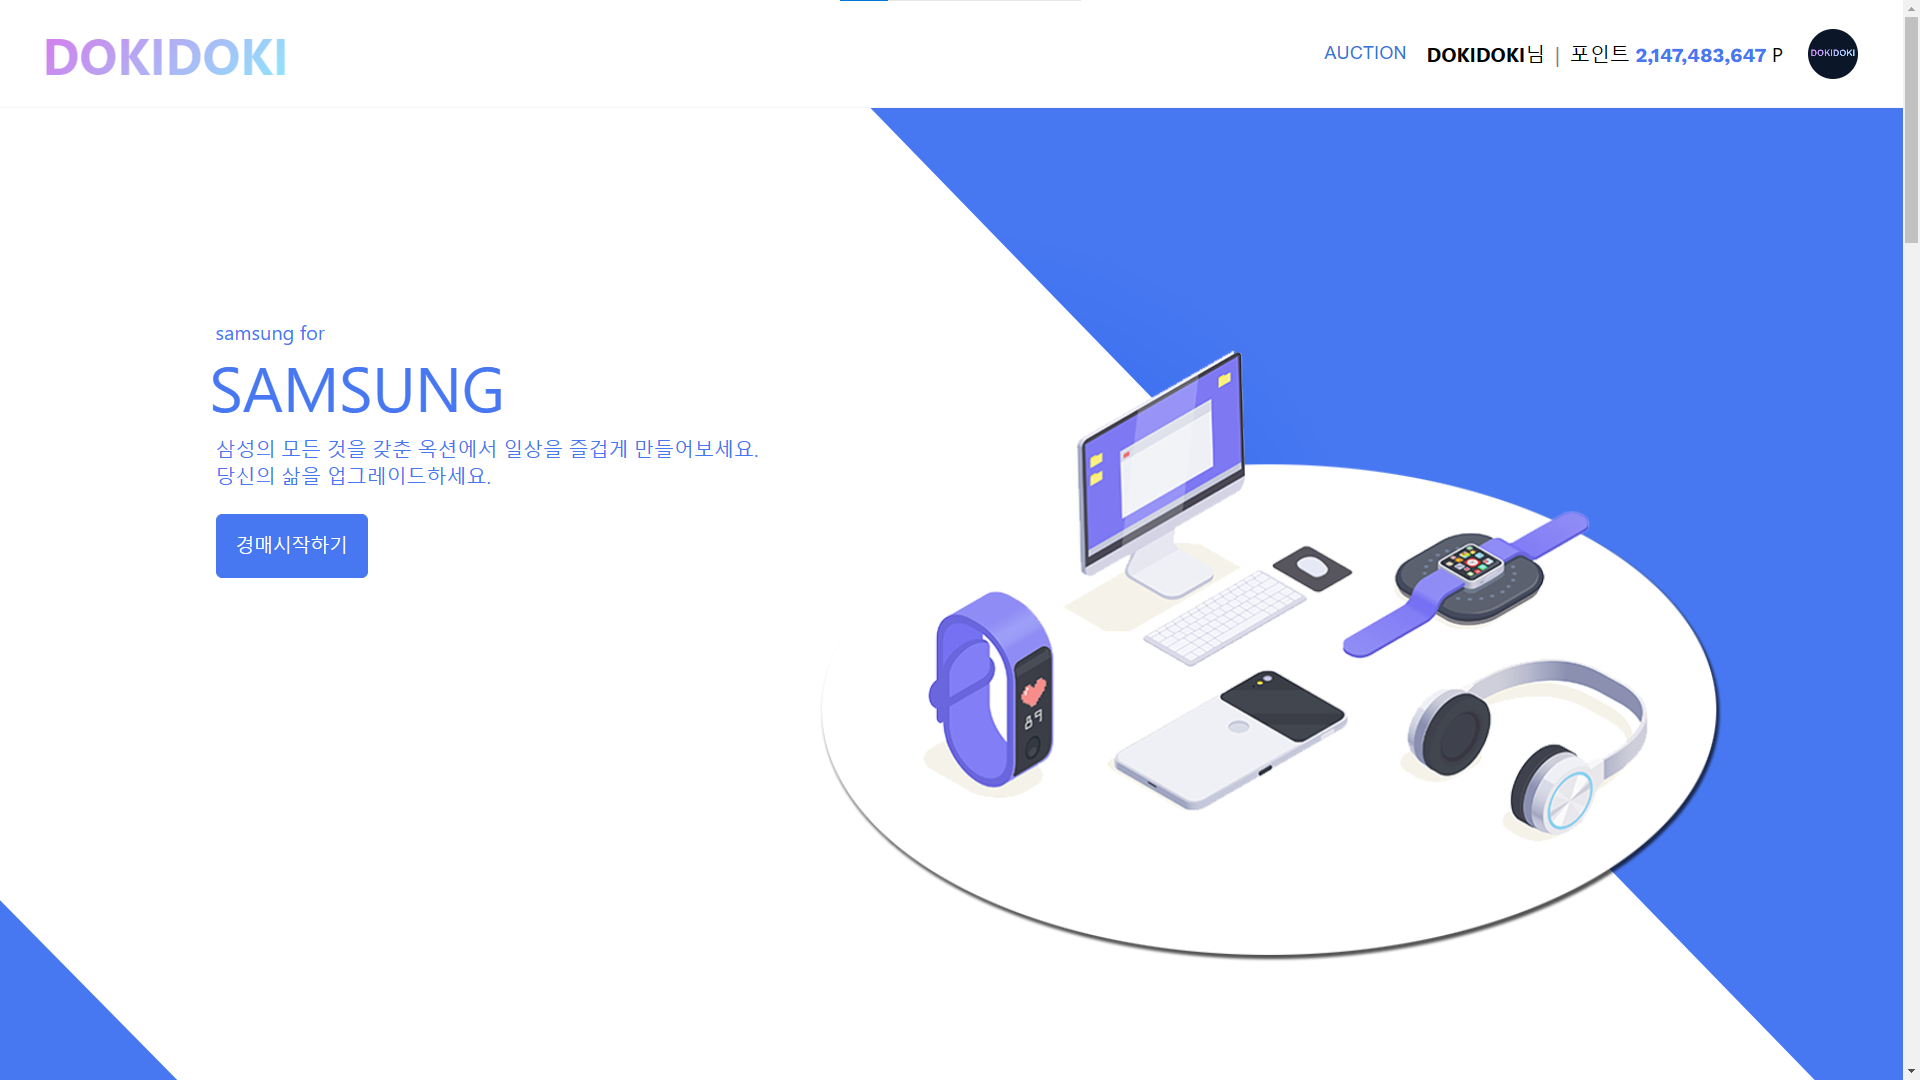 DOKIDOKI
AUCTION
DOKIDOKI님 | 포인트 2,147,483,647 P
DOKIDOKI
samsung for
SAMSUNG
삼성의 모든 것을 갖춘 옥션에서 일상을 즐겁게 만들어보세요.
당신의 삶을 업그레이드하세요.
경매시작하기
89